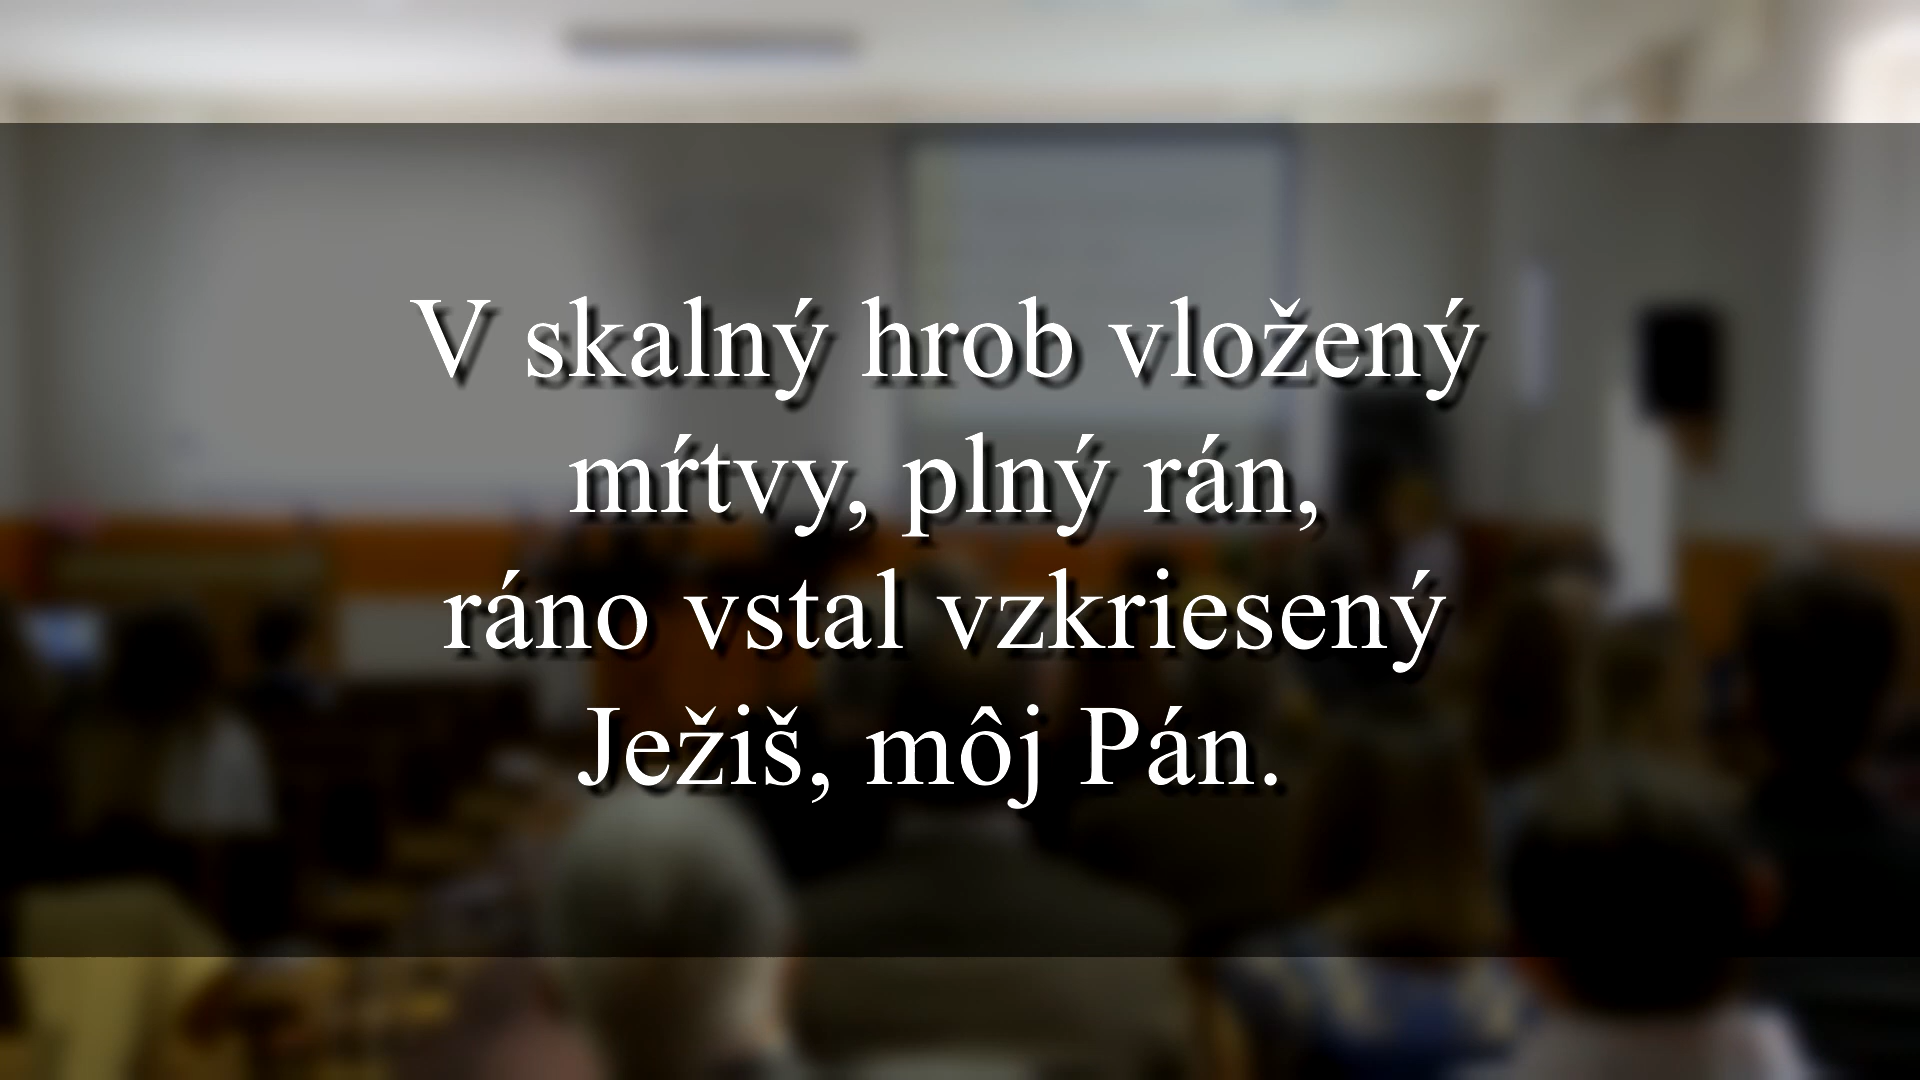 V skalný hrob vložený
mŕtvy, plný rán,
ráno vstal vzkriesený
Ježiš, môj Pán.